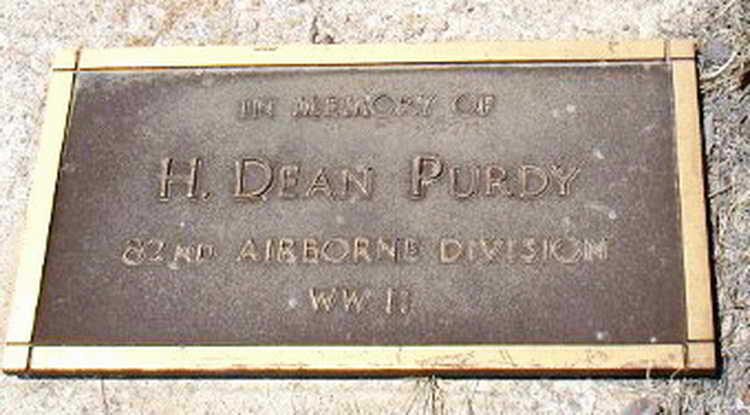 IN MEMORY OF
H. DEAN PURDY
82ND AIRBORNE DIVISION
WW II